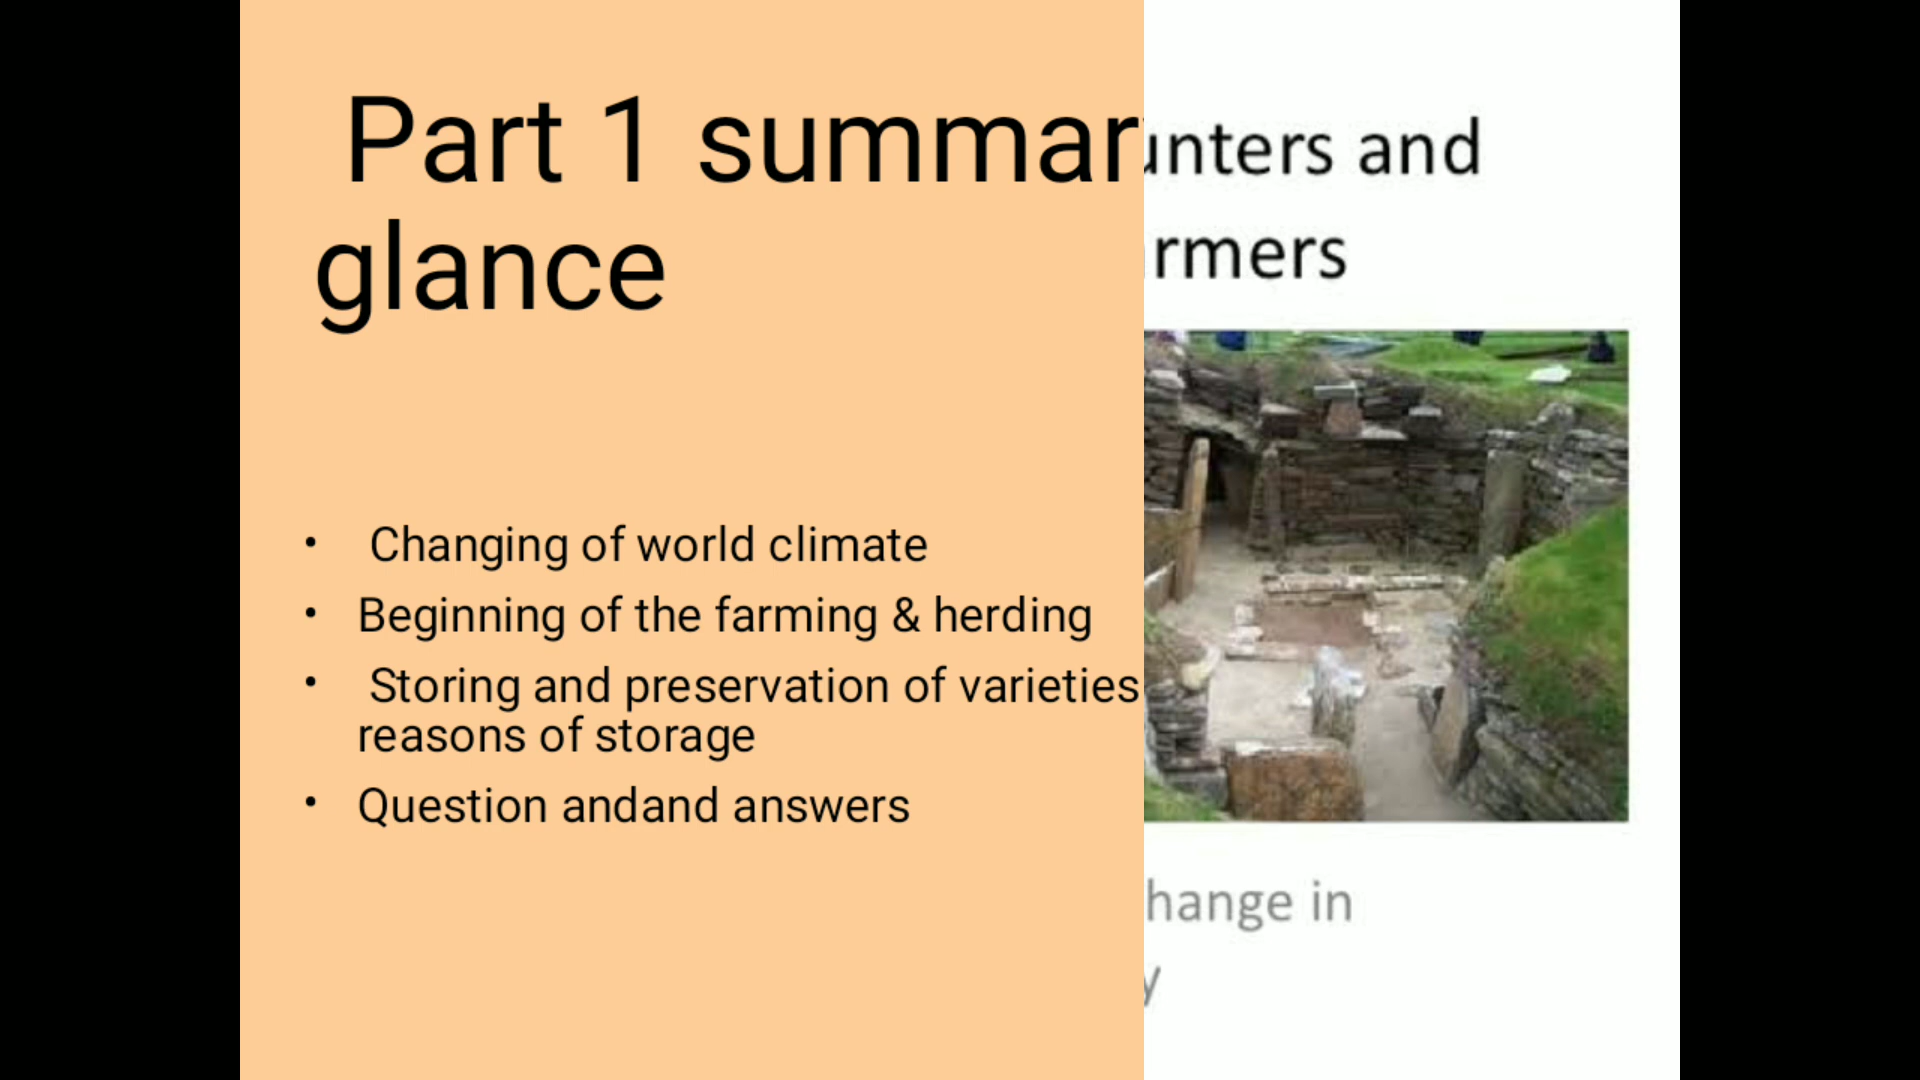 Part 1 summar
glance
• Changing of world climate
• Beginning of the farming & herding
• Storing and preservation of varieties
reasons of storage
• Question andand answers
unters and
rmers
hange in
y